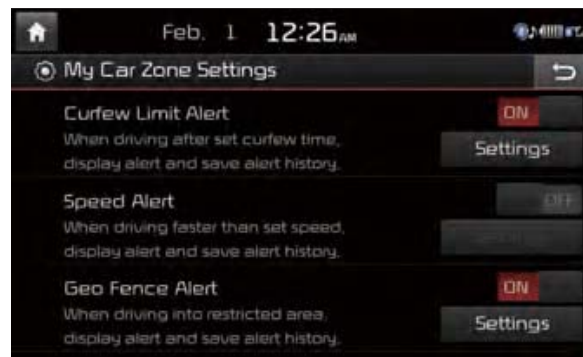 Feb. 1 12:26 AM
My Car Zone Settings
Curfew Limit Alert
ON
When driving after set curfew time,
display alert and save alert history.
Settings
Speed Alert
OFF
When driving faster than set speed,
display alert and save alert history.
Geo Fence Alert
ON
When driving into restricted area,
display alert and save alert history.
Settings